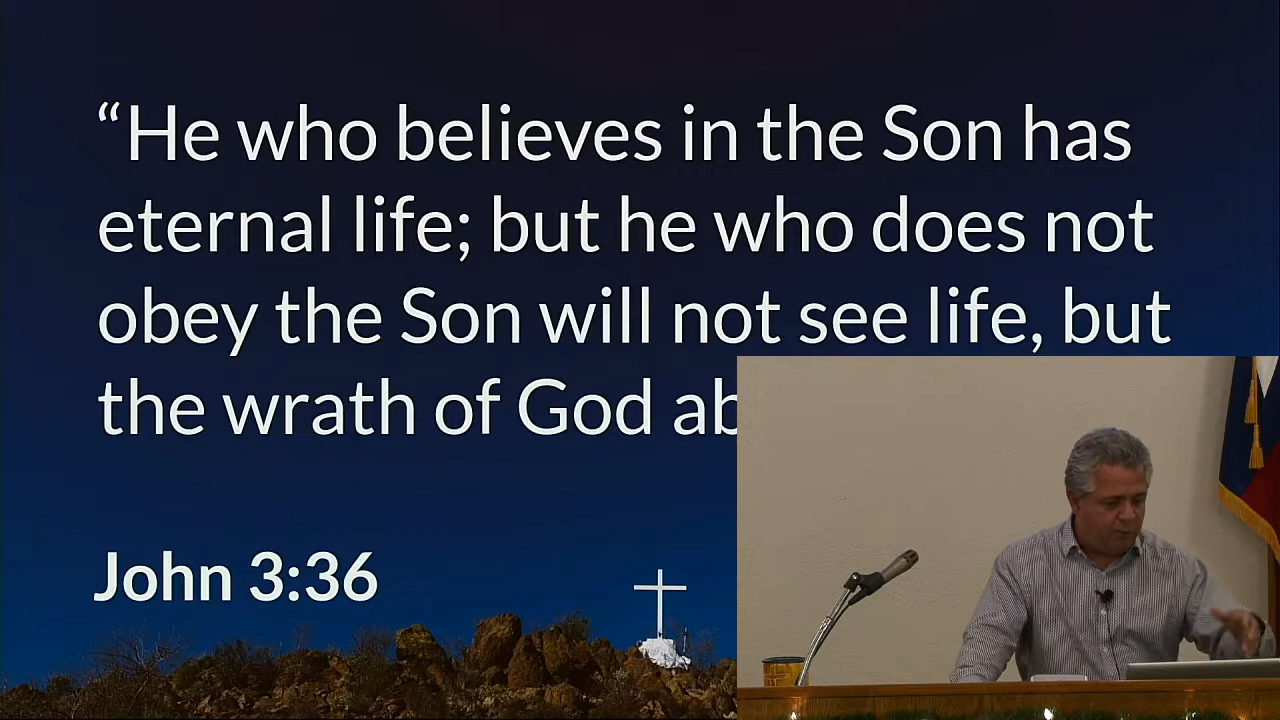 “He who believes in the Son has
eternal life; but he who does not
obey the Son will not see life, but
the wrath of God ab
John 3:36